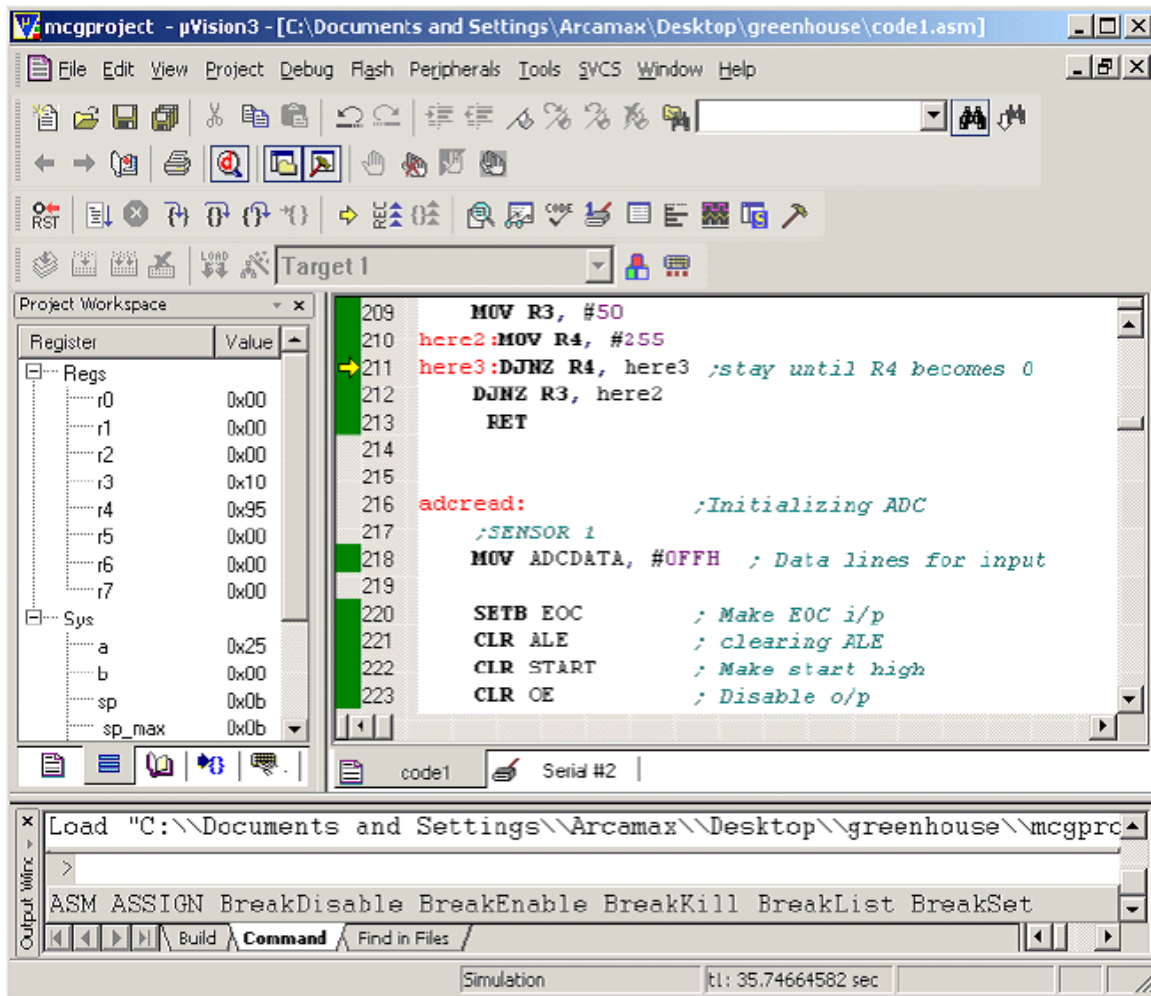 mcgproject - µVision3 - [C:\Documents and Settings\Arcamax\Desktop\greenhouse\code1.asm]
File Edit View Project Debug Flash Peripherals Tools SVCS Window Help
RST
CODE
LOAD
Target 1
Project Workspace
Register Value
Regs
r0 0x00
r1 0x00
r2 0x00
r3 0x10
r4 0x95
r5 0x00
r6 0x00
r7 0x00
Sys
a 0x25
b 0x00
sp 0x0b
sp_max 0x0b
209 MOV R3, #50
210 here2:MOV R4, #255
211 here3:DJNZ R4, here3 ;stay until R4 becomes 0
212 DJNZ R3, here2
213 RET
214
215
216 adcread: ;Initializing ADC
217 ;SENSOR 1
218 MOV ADCDATA, #0FFH ; Data lines for input
219
220 SETB EOC ; Make EOC i/p
221 CLR ALE ; clearing ALE
222 CLR START ; Make start high
223 CLR OE ; Disable o/p
code1 Serial #2
Output Winc
Load "C:\\Documents and Settings\\Arcamax\\Desktop\\greenhouse\\mcgpro
>
ASM ASSIGN BreakDisable BreakEnable BreakKill BreakList BreakSet
Build Command Find in Files
Simulation t1: 35.74664582 sec